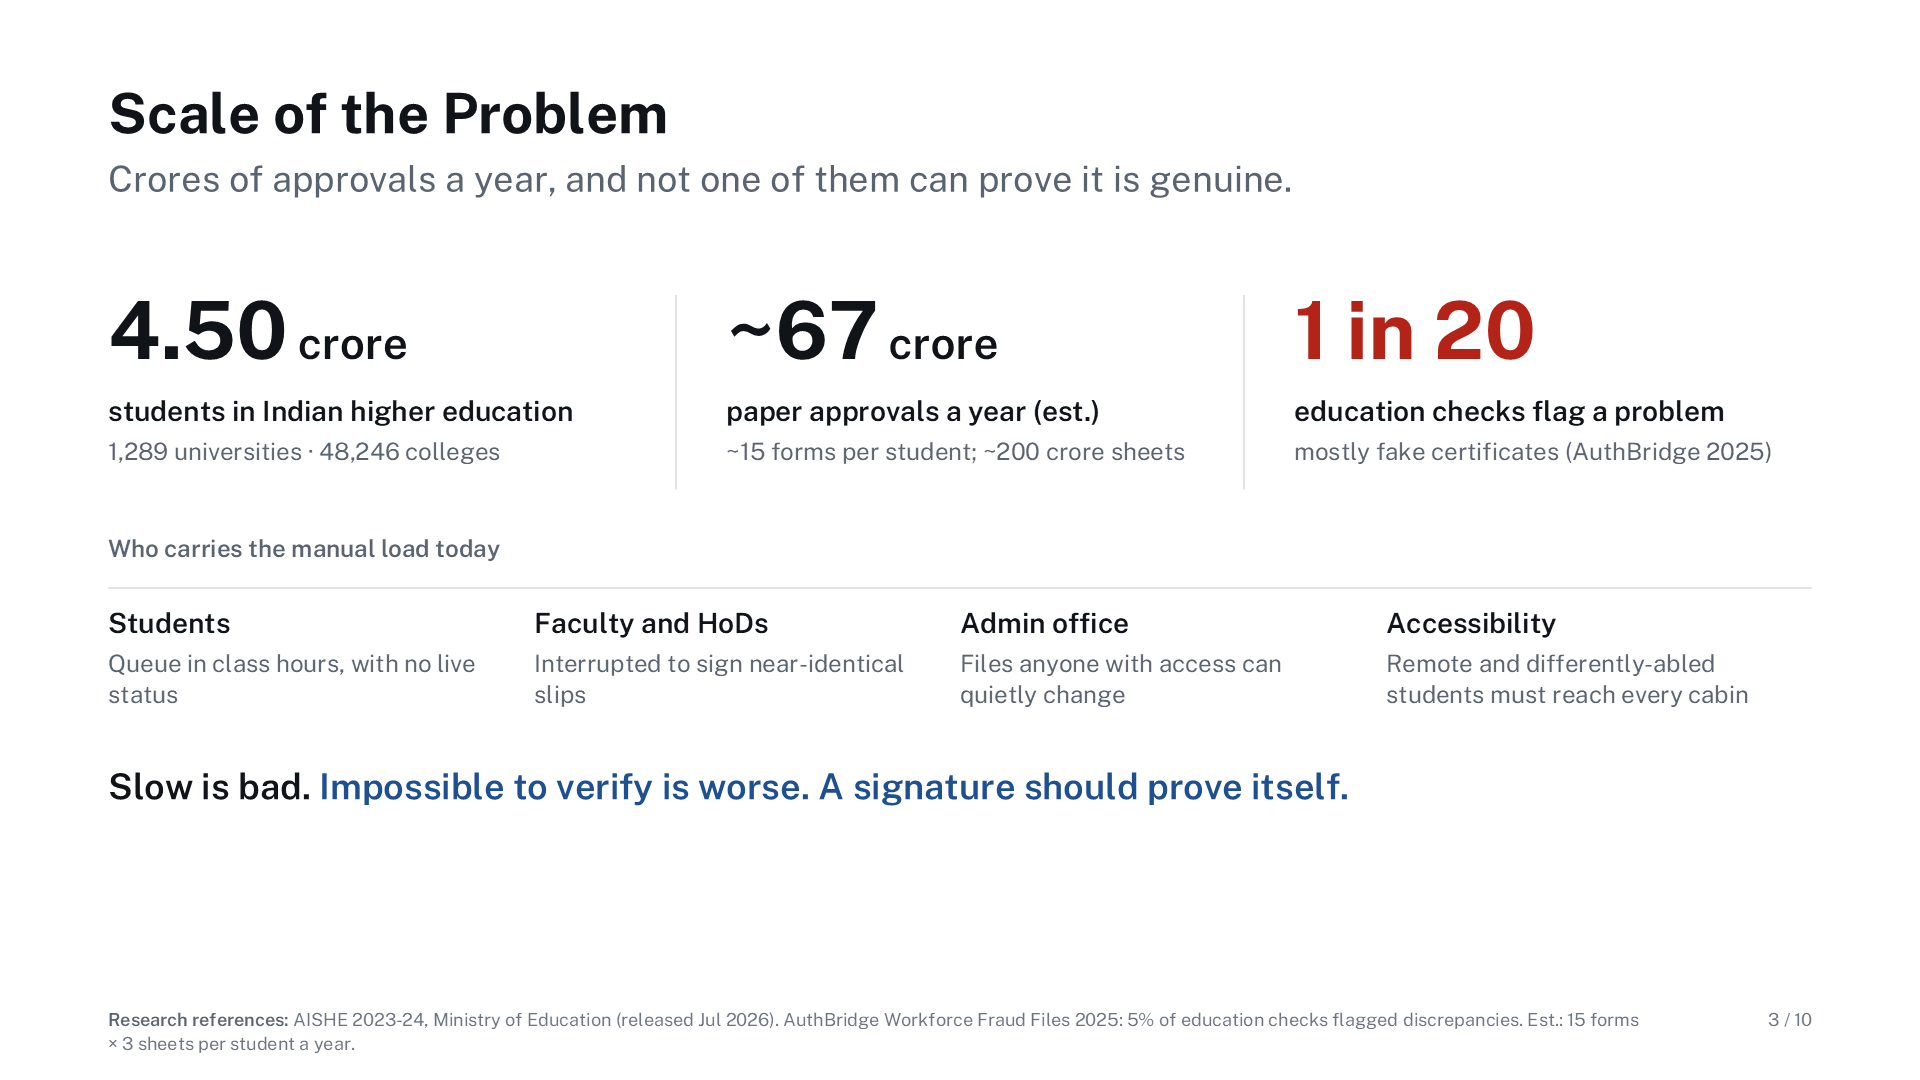 Scale of the Problem
Crores of approvals a year, and not one of them can prove it is genuine.
4.50 crore
students in Indian higher education
1,289 universities · 48,246 colleges
~67 crore
paper approvals a year (est.)
~15 forms per student; ~200 crore sheets
1 in 20
education checks flag a problem
mostly fake certificates (AuthBridge 2025)
Who carries the manual load today
Students
Queue in class hours, with no live
status
Faculty and HoDs
Interrupted to sign near-identical
slips
Admin office
Files anyone with access can
quietly change
Accessibility
Remote and differently-abled
students must reach every cabin
Slow is bad. Impossible to verify is worse. A signature should prove itself.
Research references: AISHE 2023-24, Ministry of Education (released Jul 2026). AuthBridge Workforce Fraud Files 2025: 5% of education checks flagged discrepancies. Est.: 15 forms
× 3 sheets per student a year.
3 / 10